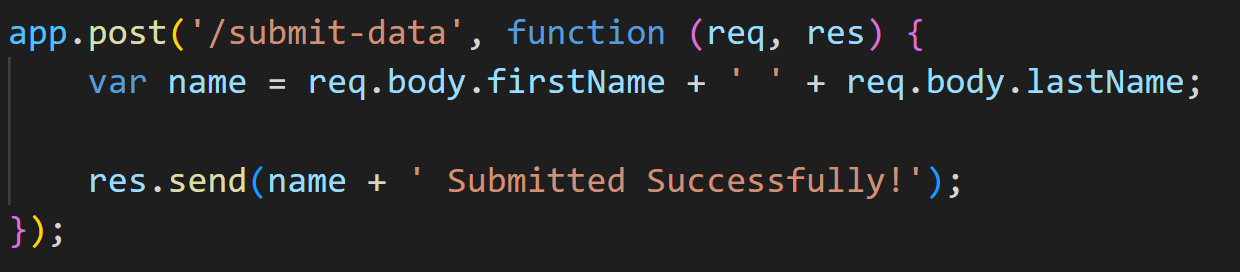 app.post('/submit-data', function (req, res) {
    var name = req.body.firstName + ' ' + req.body.lastName;

    res.send(name + ' Submitted Successfully!');
});